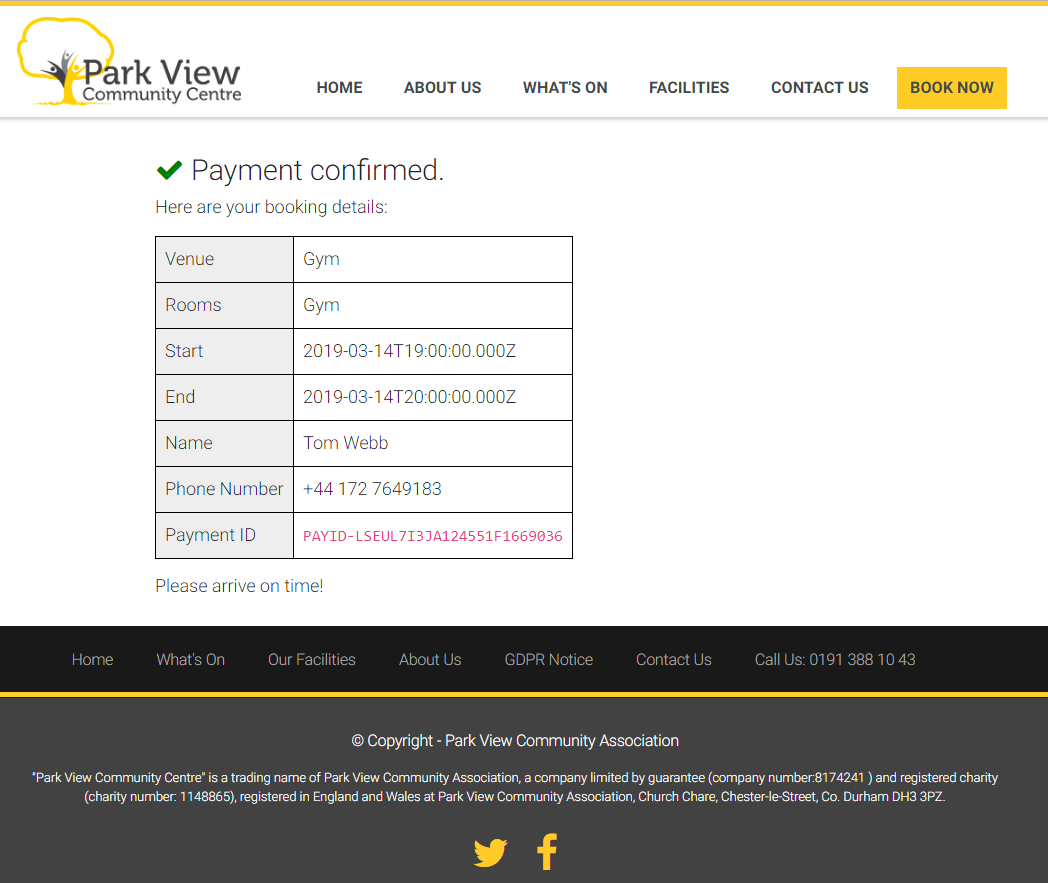 Park View
Community Centre
HOME ABOUT US WHAT'S ON FACILITIES CONTACT US BOOK NOW
Payment confirmed.
Here are your booking details:
Venue Gym
Rooms Gym
Start 2019-03-14T19:00:00.000Z
End 2019-03-14T20:00:00.000Z
Name Tom Webb
Phone Number +44 172 7649183
Payment ID PAYID-LSEUL7I3JA124551F1669036
Please arrive on time!
Home What's On Our Facilities About Us GDPR Notice Contact Us Call Us: 0191 388 10 43
© Copyright - Park View Community Association
"Park View Community Centre" is a trading name of Park View Community Association, a company limited by guarantee (company number:8174241 ) and registered charity
(charity number: 1148865), registered in England and Wales at Park View Community Association, Church Chare, Chester-le-Street, Co. Durham DH3 3PZ.